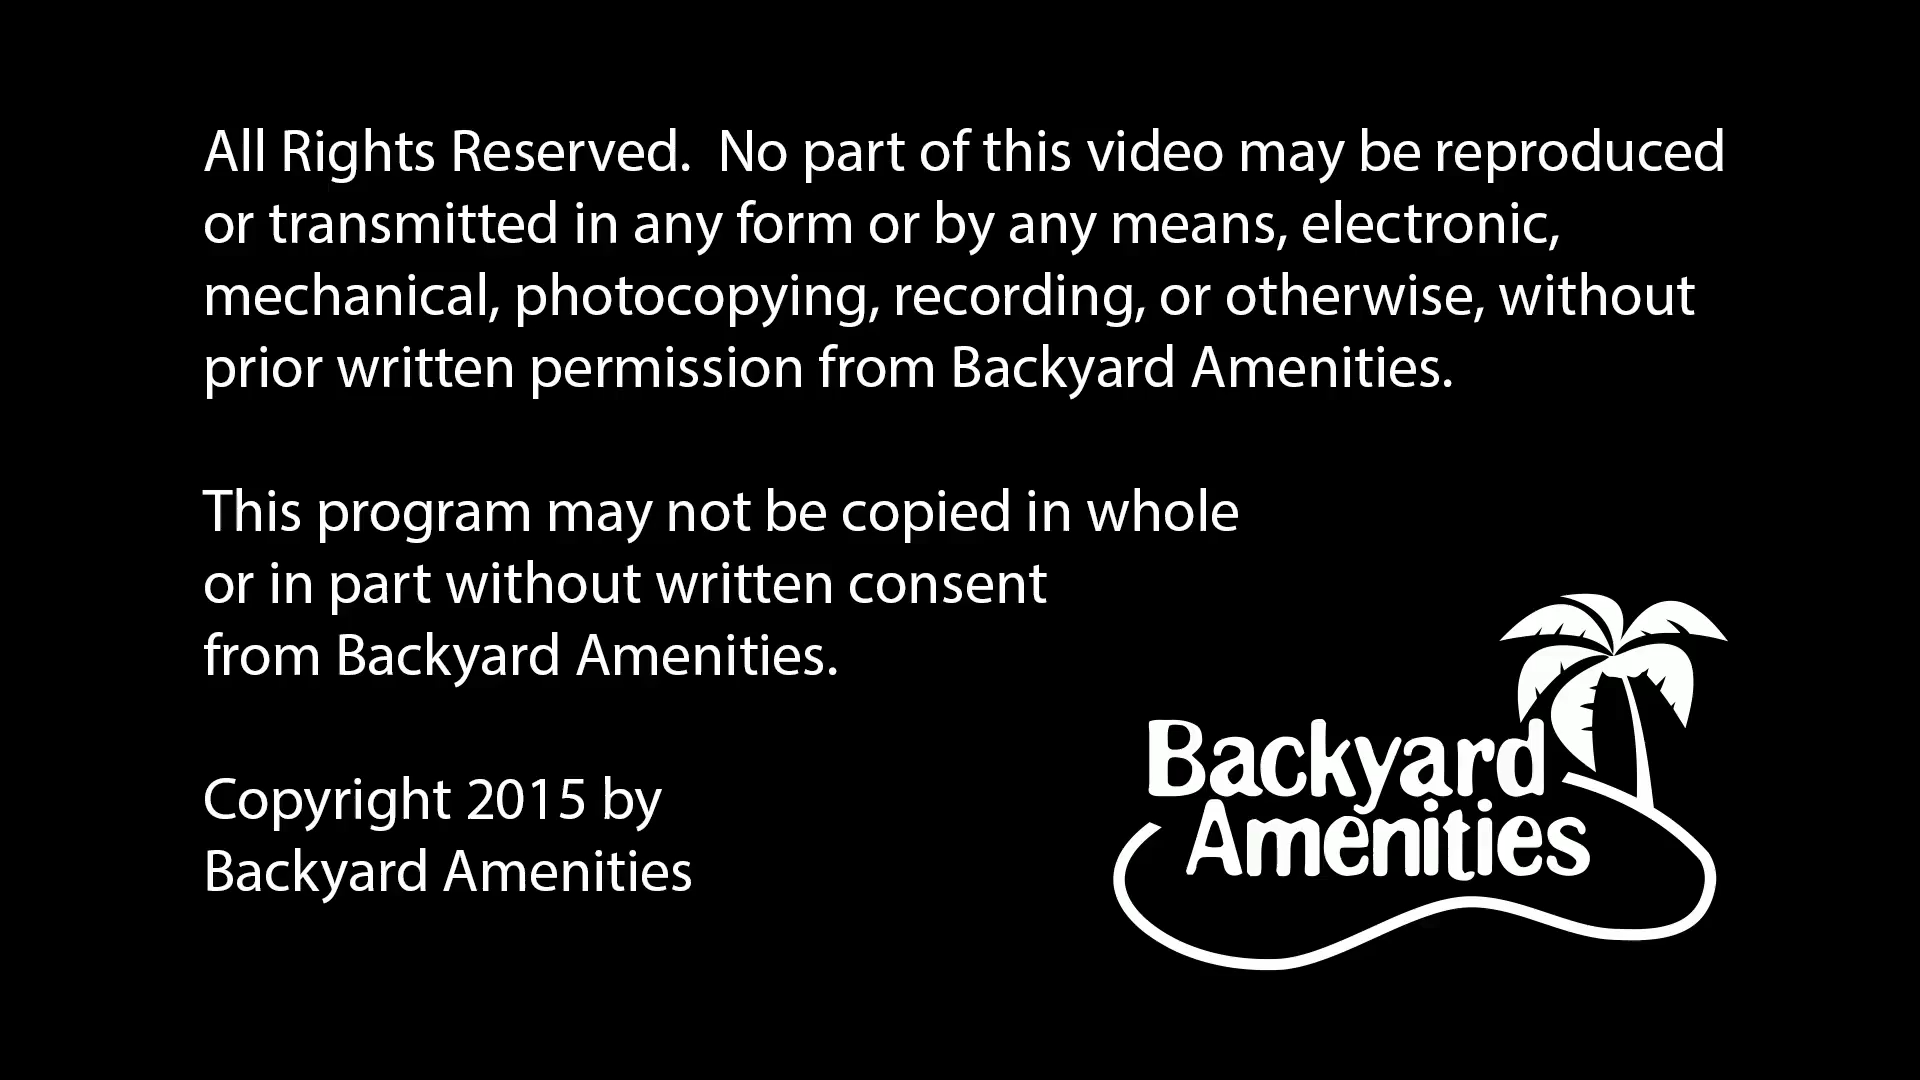 All Rights Reserved.  No part of this video may be reproduced
or transmitted in any form or by any means, electronic,
mechanical, photocopying, recording, or otherwise, without
prior written permission from Backyard Amenities.
This program may not be copied in whole
or in part without written consent
from Backyard Amenities.
Copyright 2015 by
Backyard Amenities
Backyard
Amenities